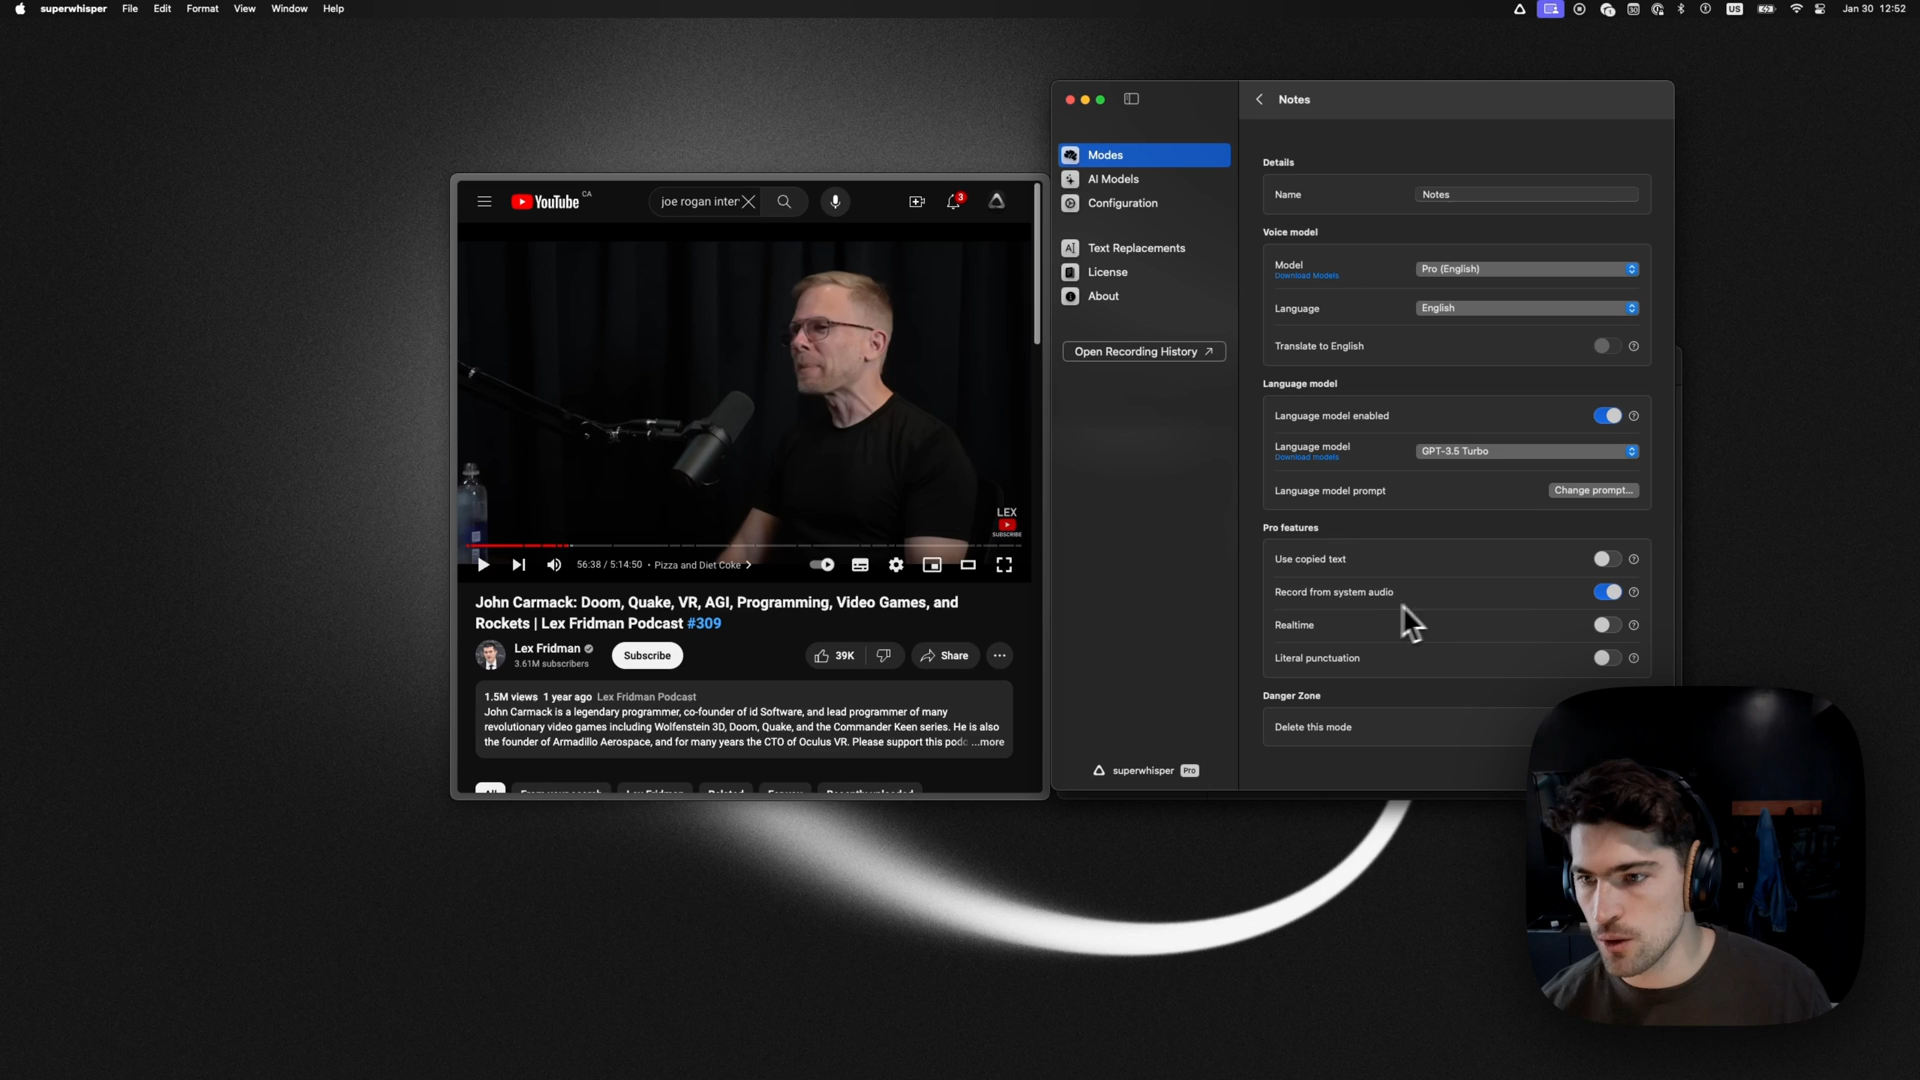 superwhisper File Edit Format View Window Help
30 US Jan 30 12:52
YouTube CA
joe rogan inter
3
LEX
SUBSCRIBE
56:38 / 5:14:50 • Pizza and Diet Coke
John Carmack: Doom, Quake, VR, AGI, Programming, Video Games, and
Rockets | Lex Fridman Podcast #309
Lex Fridman
3.61M subscribers
Subscribe
39K
Share
1.5M views 1 year ago Lex Fridman Podcast
John Carmack is a legendary programmer, co-founder of id Software, and lead programmer of many
revolutionary video games including Wolfenstein 3D, Doom, Quake, and the Commander Keen series. He is also
the founder of Armadillo Aerospace, and for many years the CTO of Oculus VR. Please support this podc ...more
Modes
AI Models
Configuration
Text Replacements
License
About
Open Recording History
superwhisper Pro
Notes
Details
Name Notes
Voice model
Model Pro (English)
Download Models
Language English
Translate to English
Language model
Language model enabled
Language model GPT-3.5 Turbo
Download models
Language model prompt Change prompt...
Pro features
Use copied text
Record from system audio
Realtime
Literal punctuation
Danger Zone
Delete this mode